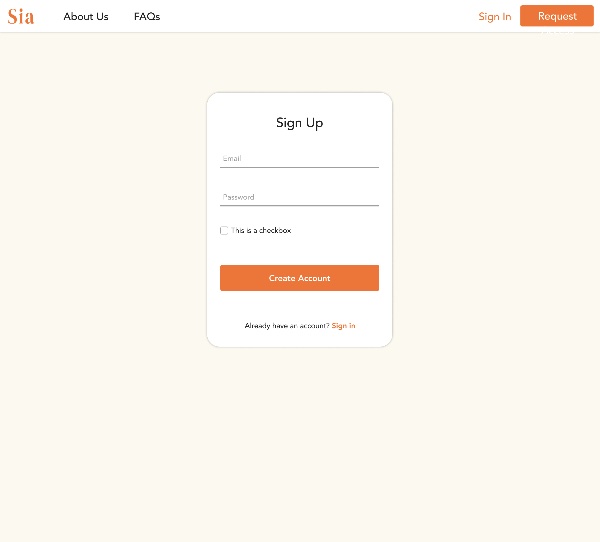 Sia
About Us
FAQs
Sign In
Request
Sign Up
Email
Password
This is a checkbox
Create Account
Already have an account? Sign in